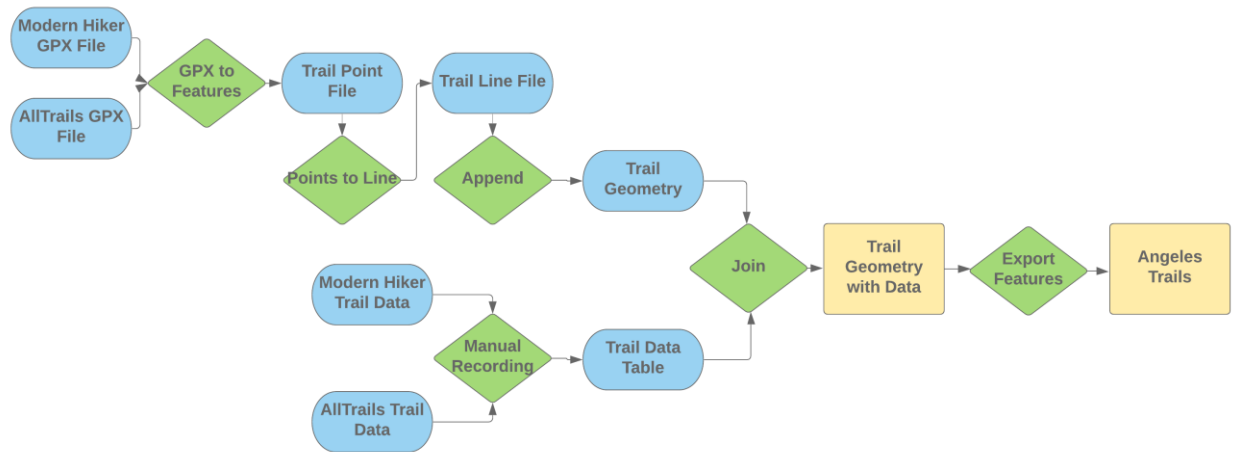 Modern Hiker
GPX File
AllTrails GPX
File
GPX to
Features
Trail Point
File
Points to Line
Trail Line File
Append
Trail
Geometry
Modern Hiker
Trail Data
AllTrails Trail
Data
Manual
Recording
Trail Data
Table
Join
Trail
Geometry
with Data
Export
Features
Angeles
Trails